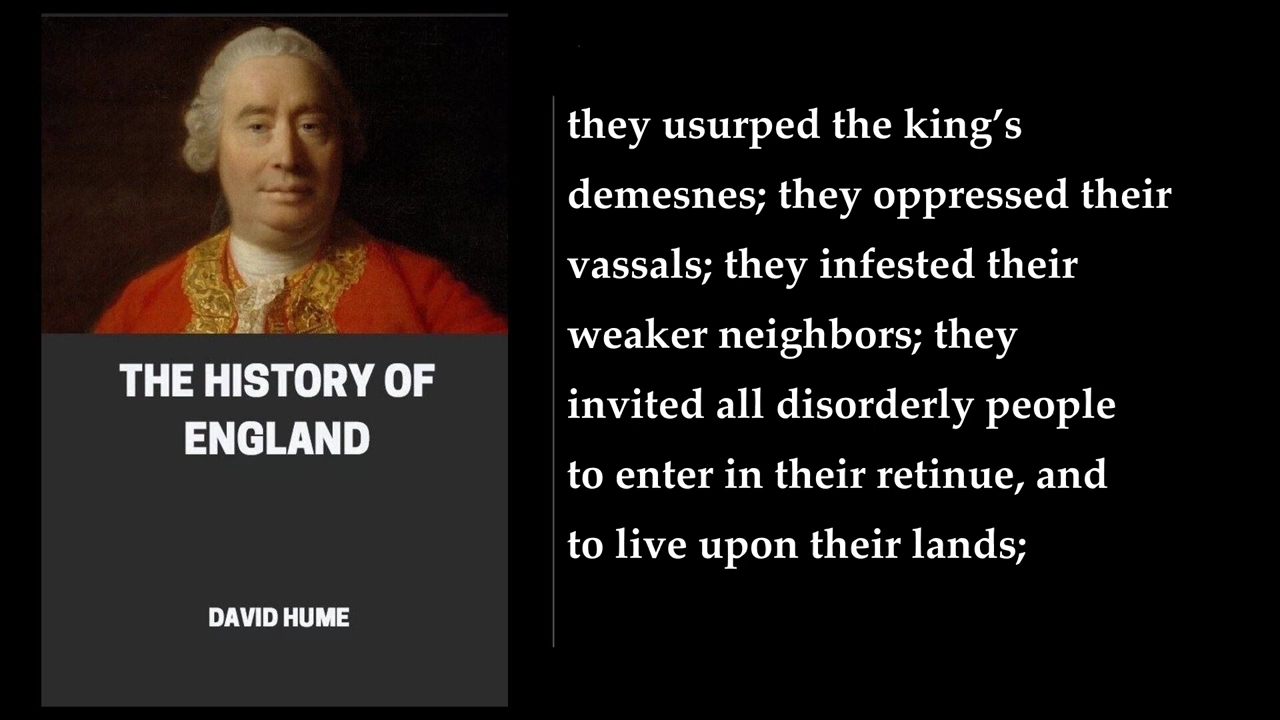 THE HISTORY OF
ENGLAND
DAVID HUME
they usurped the king’s
demesnes; they oppressed their
vassals; they infested their
weaker neighbors; they
invited all disorderly people
to enter in their retinue, and
to live upon their lands;